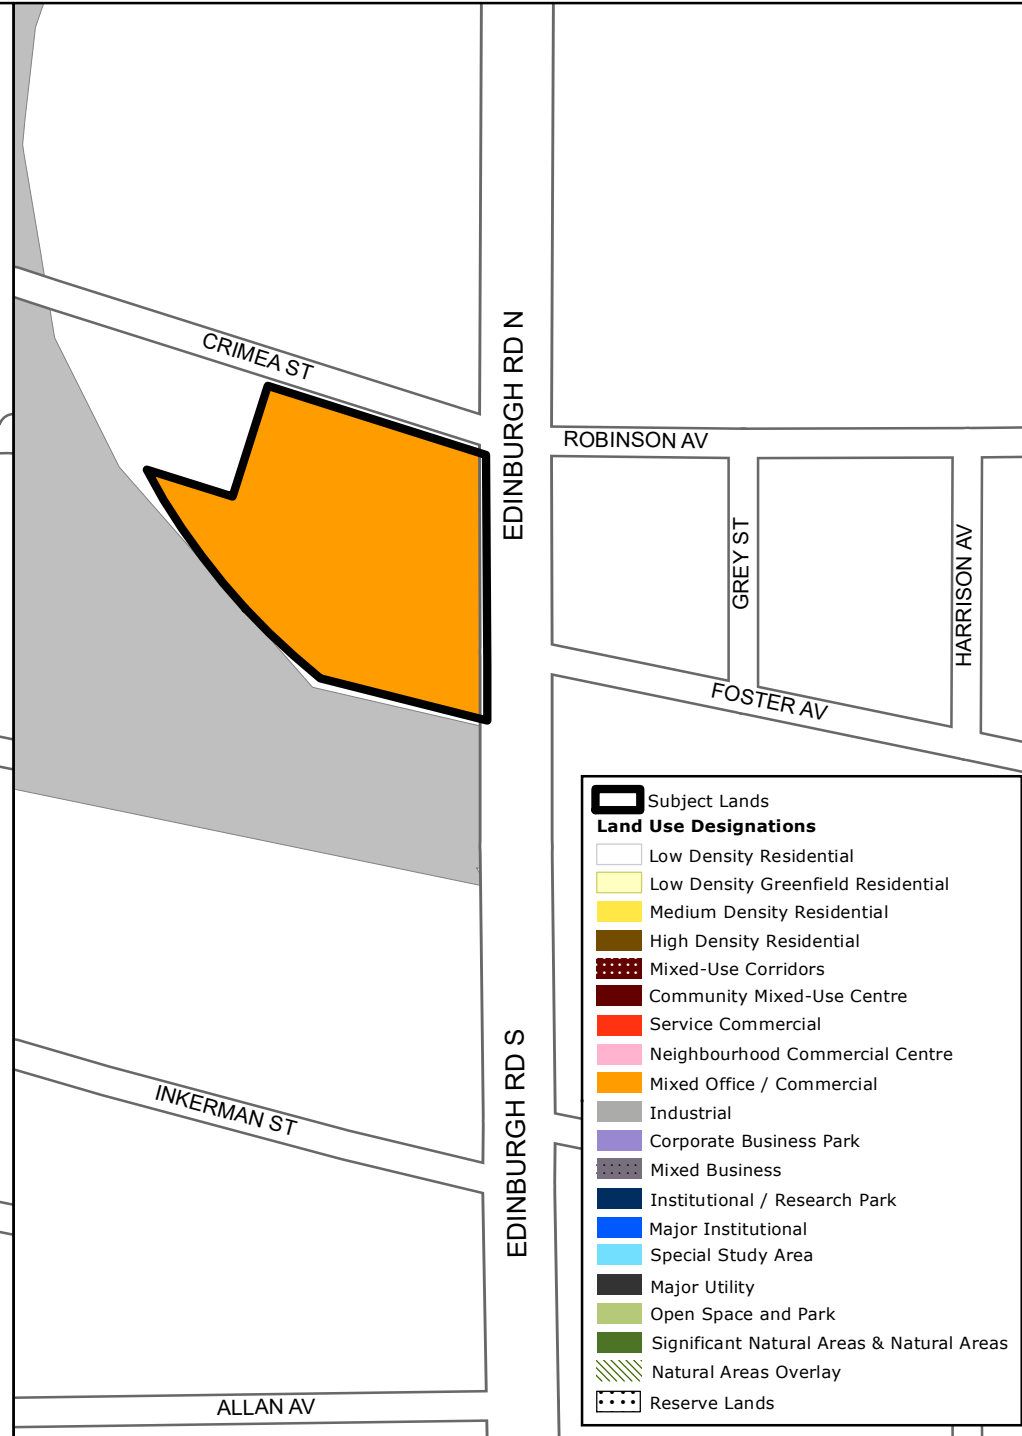 CRIMEA ST
EDINBURGH RD N
ROBINSON AV
GREY ST
HARRISON AV
FOSTER AV
INKERMAN ST
EDINBURGH RD S
ALLAN AV
Subject Lands
Land Use Designations
Low Density Residential
Low Density Greenfield Residential
Medium Density Residential
High Density Residential
Mixed-Use Corridors
Community Mixed-Use Centre
Service Commercial
Neighbourhood Commercial Centre
Mixed Office / Commercial
Industrial
Corporate Business Park
Mixed Business
Institutional / Research Park
Major Institutional
Special Study Area
Major Utility
Open Space and Park
Significant Natural Areas & Natural Areas
Natural Areas Overlay
Reserve Lands